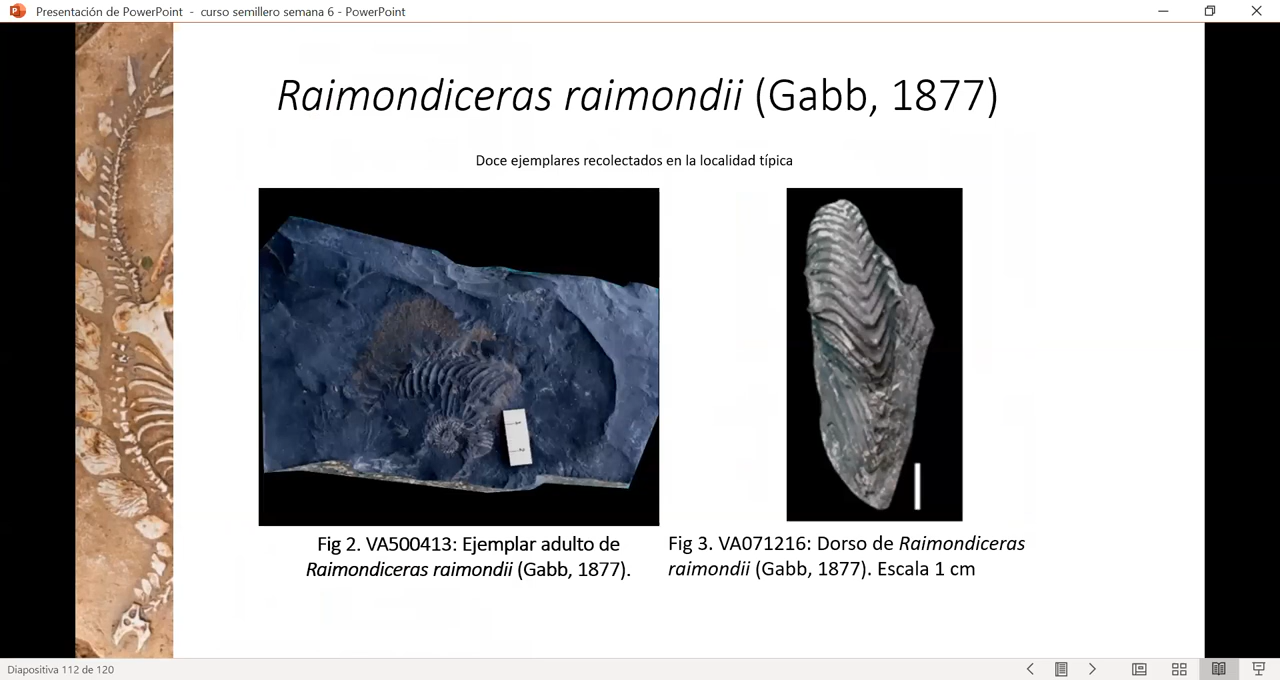 Presentación de PowerPoint - curso semillero semana 6 - PowerPoint
Raimondiceras raimondii (Gabb, 1877)
Doce ejemplares recolectados en la localidad típica
Fig 2. VA500413: Ejemplar adulto de
Raimondiceras raimondii (Gabb, 1877).
Fig 3. VA071216: Dorso de Raimondiceras
raimondii (Gabb, 1877). Escala 1 cm
Diapositiva 112 de 120